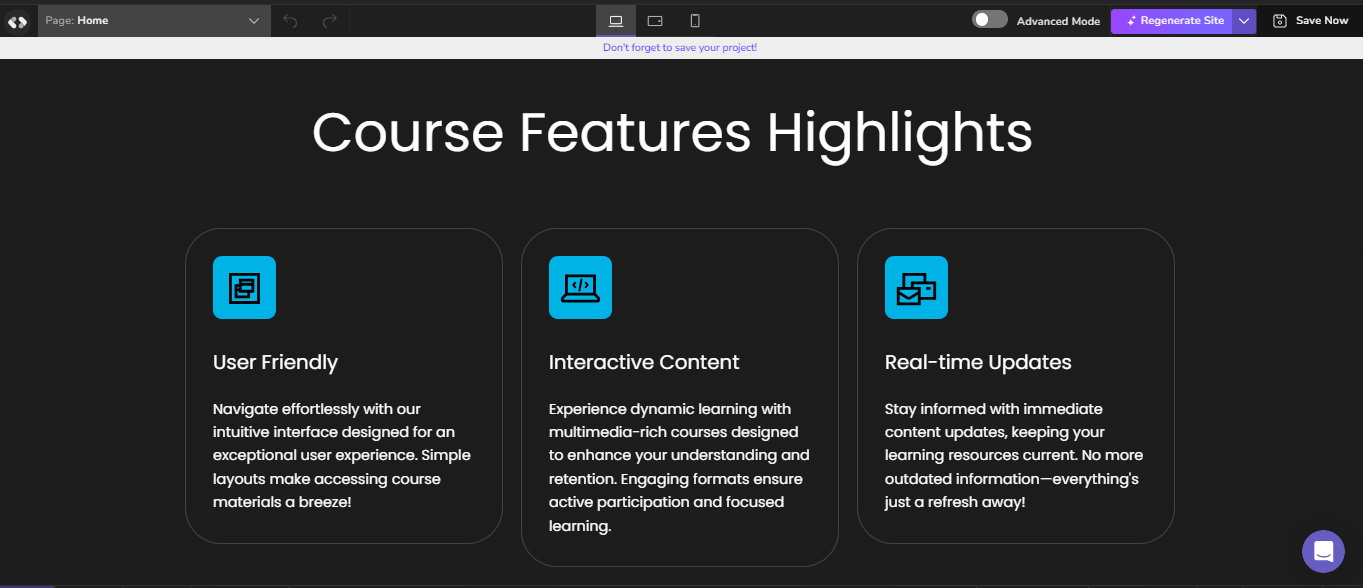 Page: Home
Advanced Mode
Regenerate Site
Save Now
Don't forget to save your project!
Course Features Highlights
User Friendly
Navigate effortlessly with our
intuitive interface designed for an
exceptional user experience. Simple
layouts make accessing course
materials a breeze!
Interactive Content
Experience dynamic learning with
multimedia-rich courses designed
to enhance your understanding and
retention. Engaging formats ensure
active participation and focused
learning.
Real-time Updates
Stay informed with immediate
content updates, keeping your
learning resources current. No more
outdated information—everything's
just a refresh away!